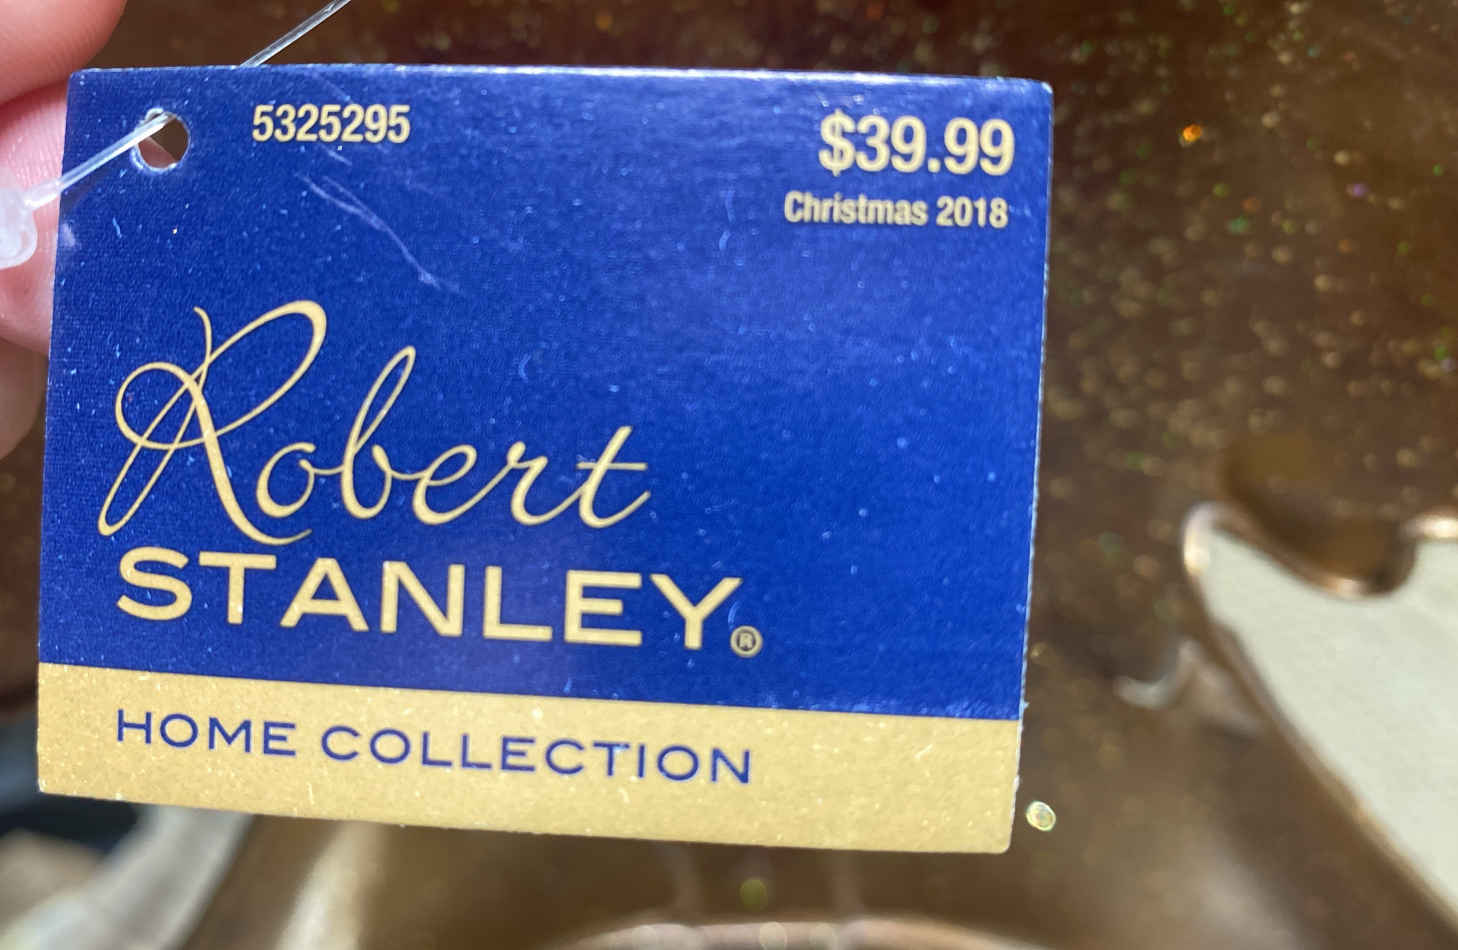 5325295
$39.99
Christmas 2018
Robert
STANLEY®
HOME COLLECTION